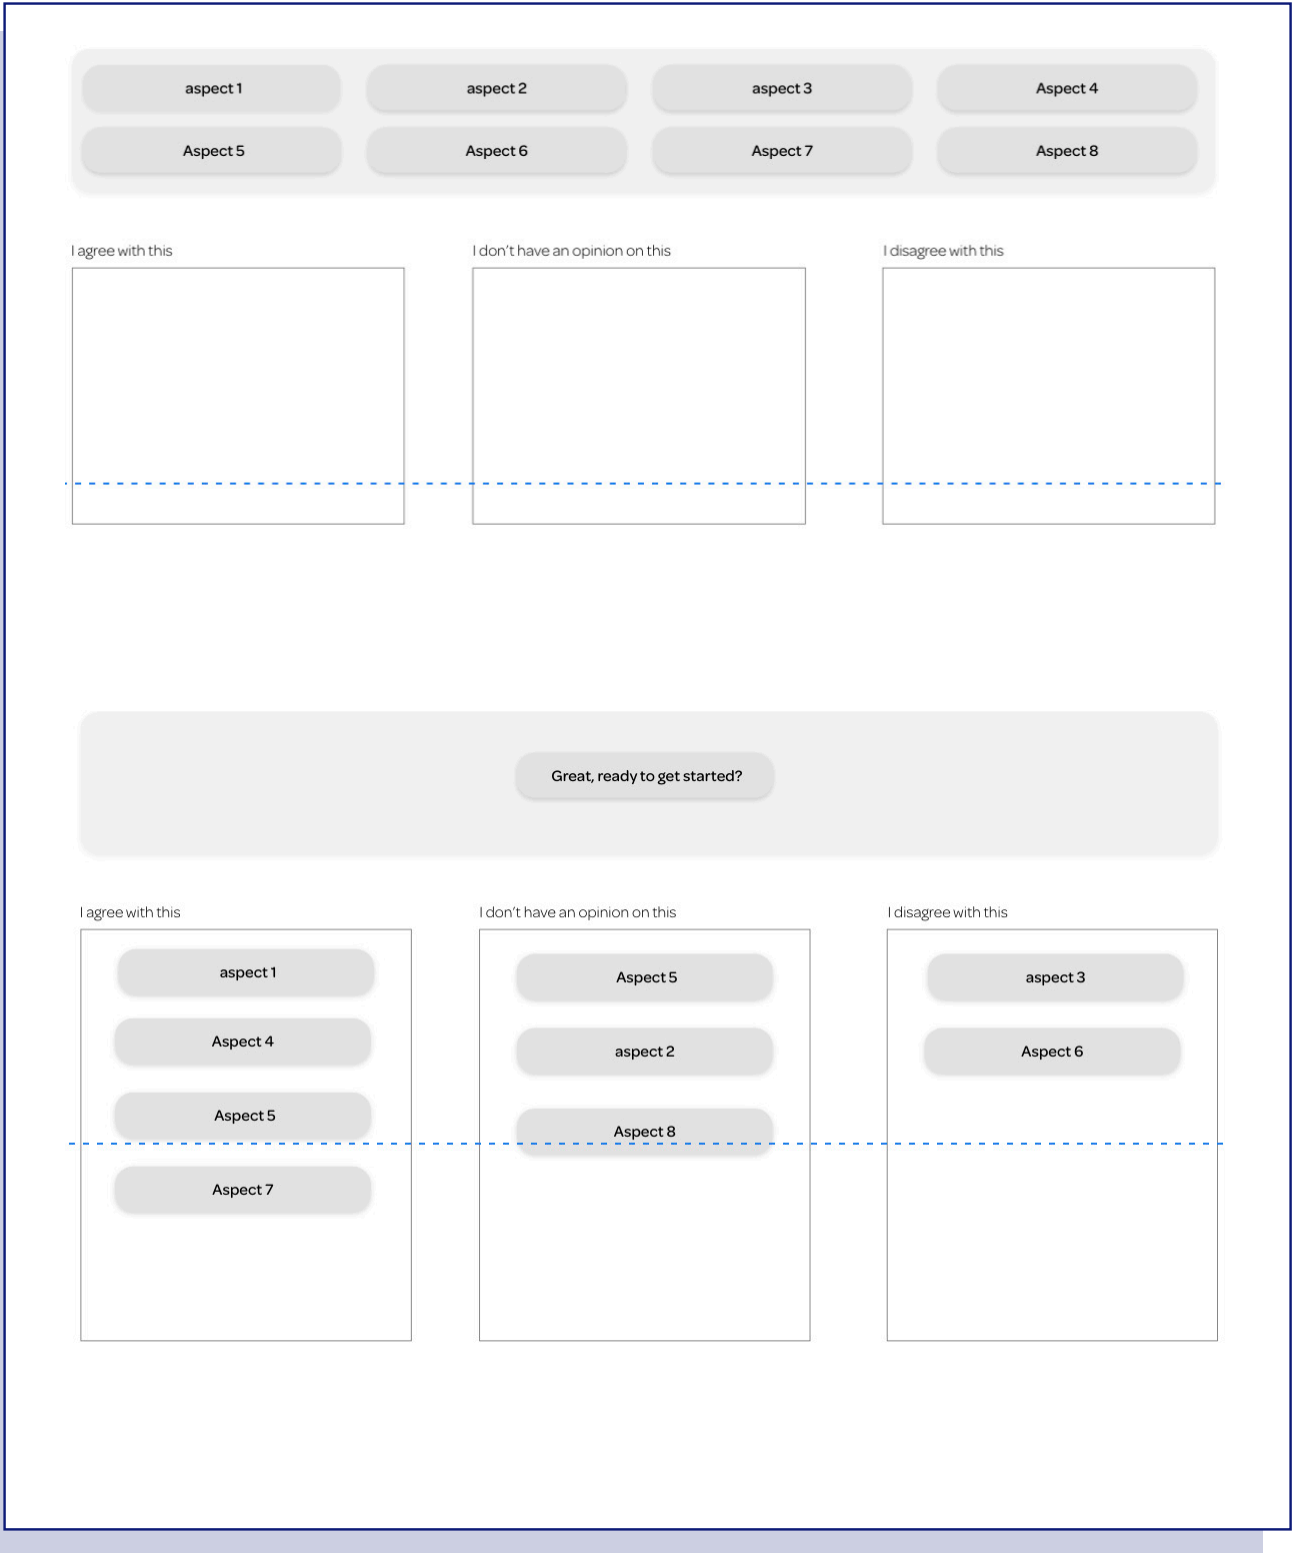 aspect 1 aspect 2 aspect 3 Aspect 4
Aspect 5 Aspect 6 Aspect 7 Aspect 8
I agree with this I don't have an opinion on this I disagree with this
Great, ready to get started?
I agree with this I don't have an opinion on this I disagree with this
aspect 1 Aspect 5 aspect 3
Aspect 4 aspect 2 Aspect 6
Aspect 5 Aspect 8
Aspect 7